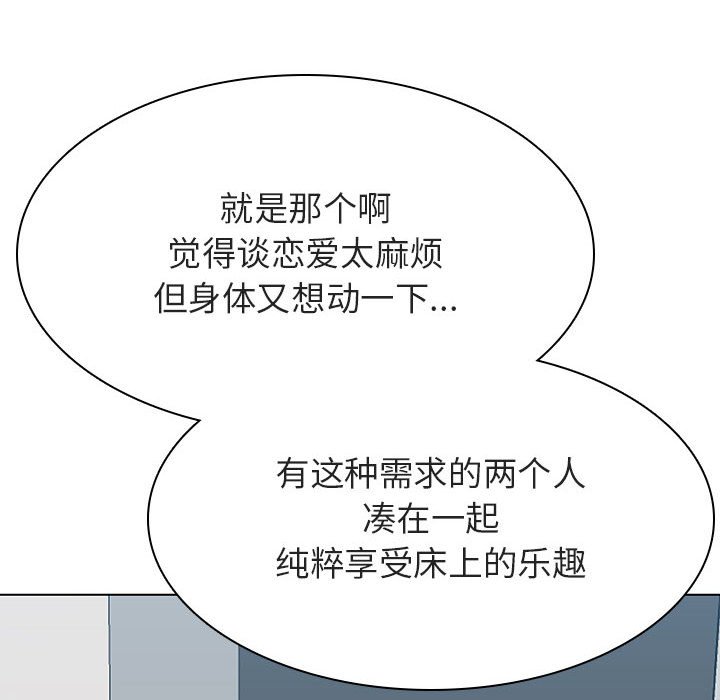 就是那个啊
觉得谈恋爱太麻烦
但身体又想动一下...
有这种需求的两个人
凑在一起
纯粹享受床上的乐趣